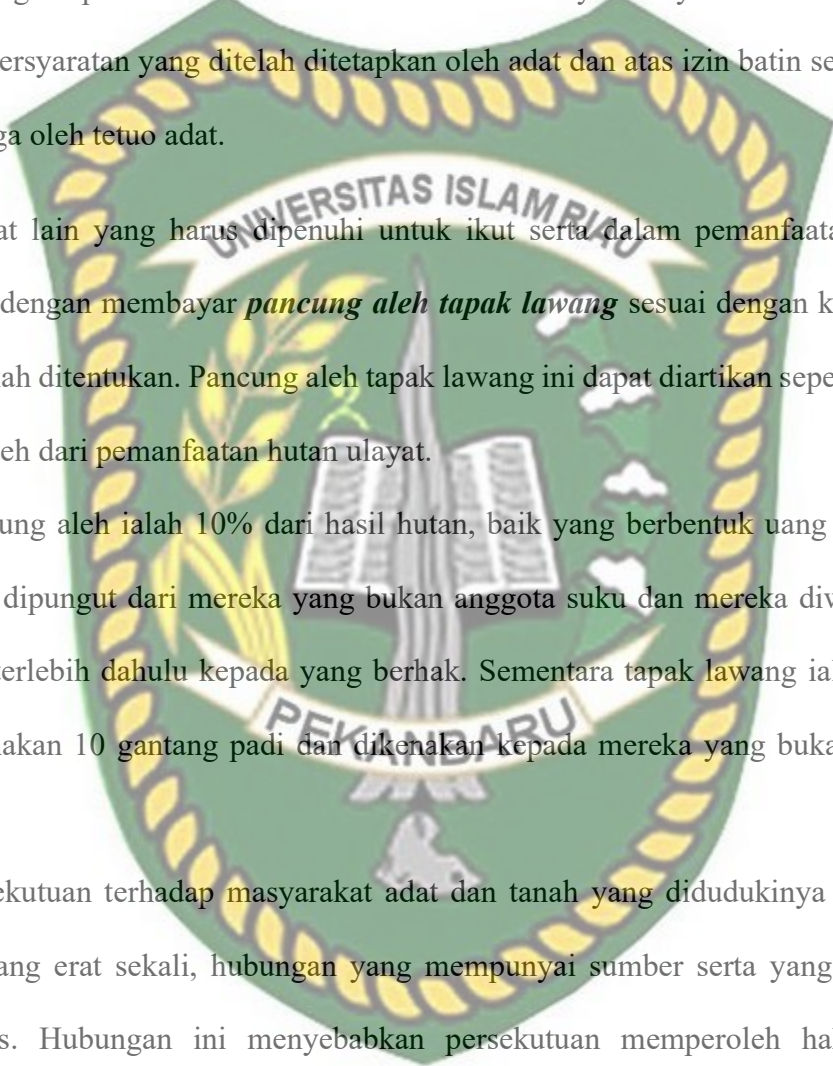 ersyaratan yang ditelah ditetapkan oleh adat dan atas izin batin se
ga oleh tetuo adat.
UNIVERSITAS ISLAM RIAU
at lain yang harus dipenuhi untuk ikut serta dalam pemanfaata
dengan membayar pancung aleh tapak lawang sesuai dengan k
lah ditentukan. Pancung aleh tapak lawang ini dapat diartikan sepe
eh dari pemanfaatan hutan ulayat.
ung aleh ialah 10% dari hasil hutan, baik yang berbentuk uang
dipungut dari mereka yang bukan anggota suku dan mereka div
terlebih dahulu kepada yang berhak. Sementara tapak lawang ial
PEKANBARU
nakan 10 gantang padi dan dikenakan kepada mereka yang buka
ekutuan terhadap masyarakat adat dan tanah yang didudukinya
ang erat sekali, hubungan yang mempunyai sumber serta yang
s. Hubungan ini menyebabkan persekutuan memperoleh hal